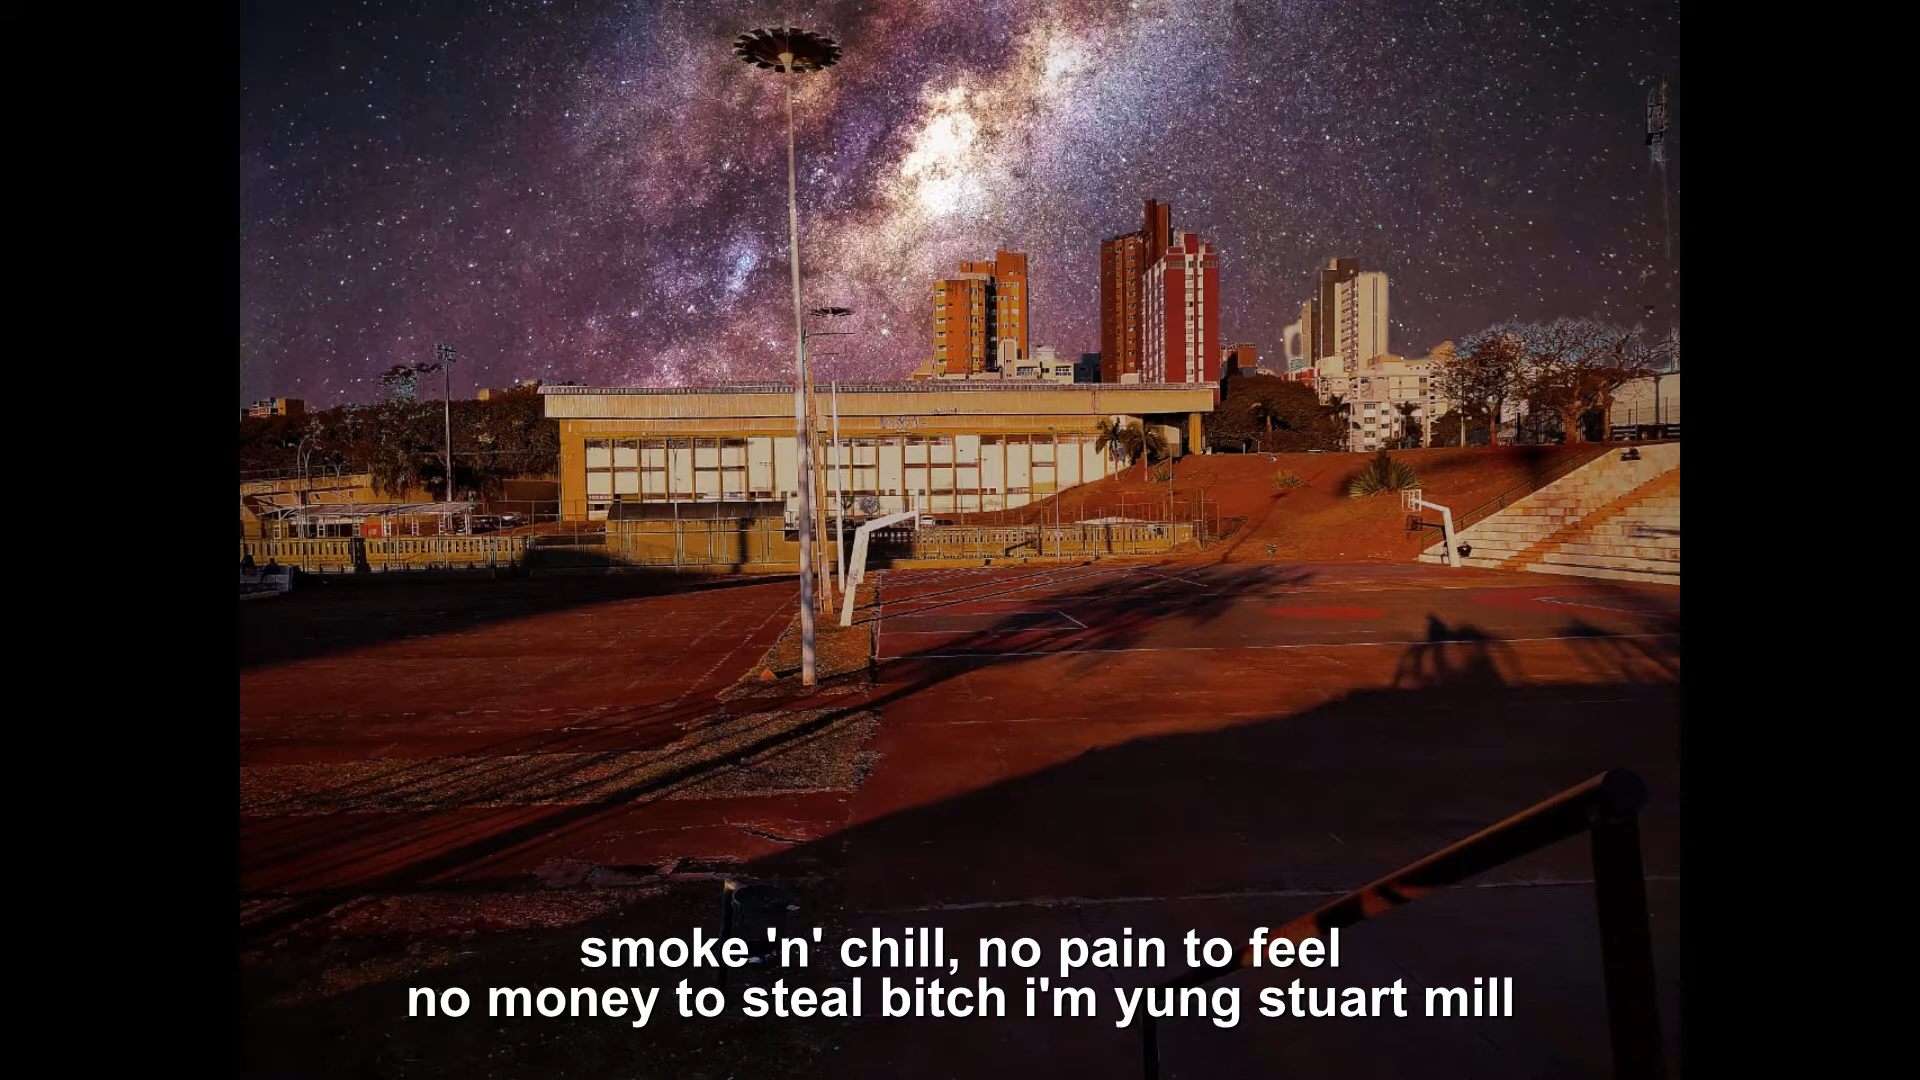 smoke 'n' chill, no pain to feel
no money to steal bitch i'm yung stuart mill